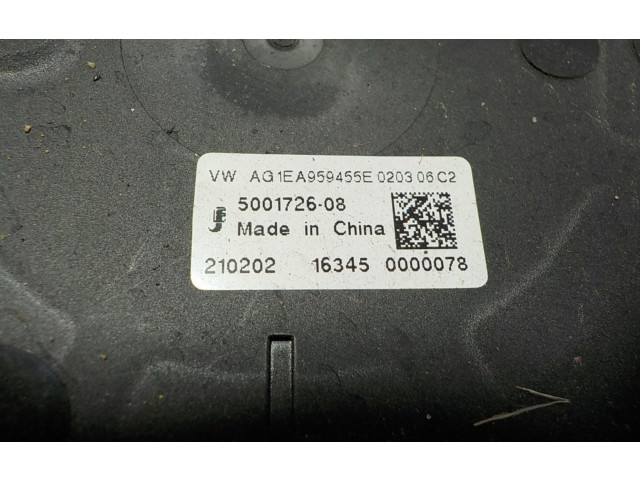 VW AG 1EA959455E 0203 06 C2
5001726-08
Made in China
210202 16345 0000078